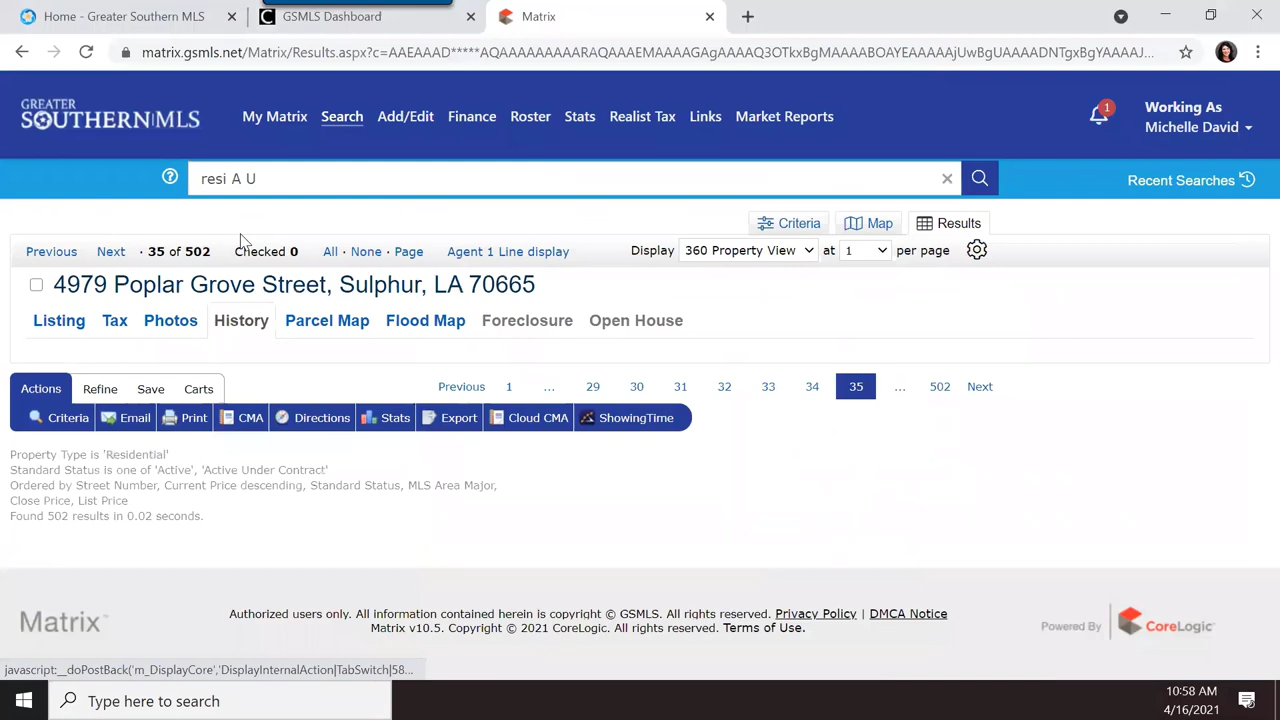 Home - Greater Southern MLS
GSMLS Dashboard
Matrix
matrix.gsmls.net/Matrix/Results.aspx?c=AAEAAAD*****AQAAAAAAAAARAQAAAEMAAAAGAgAAAAQ3OTkxBgMAAAABOAYEAAAAAjUwBgUAAAADNTgxBgYAAAAJ...
GREATER
SOUTHERN MLS
My Matrix
Search
Add/Edit
Finance
Roster
Stats
Realist Tax
Links
Market Reports
1
Working As
Michelle David
resi A U
Recent Searches
Criteria
Map
Results
Previous Next · 35 of 502 Checked 0 All · None · Page Agent 1 Line display Display 360 Property View at 1 per page
4979 Poplar Grove Street, Sulphur, LA 70665
Listing Tax Photos History Parcel Map Flood Map Foreclosure Open House
Actions Refine Save Carts
Previous 1 ... 29 30 31 32 33 34 35 ... 502 Next
Criteria Email Print CMA Directions Stats Export Cloud CMA ShowingTime
Property Type is 'Residential'
Standard Status is one of 'Active', 'Active Under Contract'
Ordered by Street Number, Current Price descending, Standard Status, MLS Area Major,
Close Price, List Price
Found 502 results in 0.02 seconds.
Matrix
Authorized users only. All information contained herein is copyright © GSMLS. All rights reserved. Privacy Policy | DMCA Notice
Matrix v10.5. Copyright © 2021 CoreLogic. All rights reserved. Terms of Use.
Powered By
CoreLogic
javascript:__doPostBack('m_DisplayCore','DisplayInternalAction|TabSwitch|58...
Type here to search
10:58 AM
4/16/2021